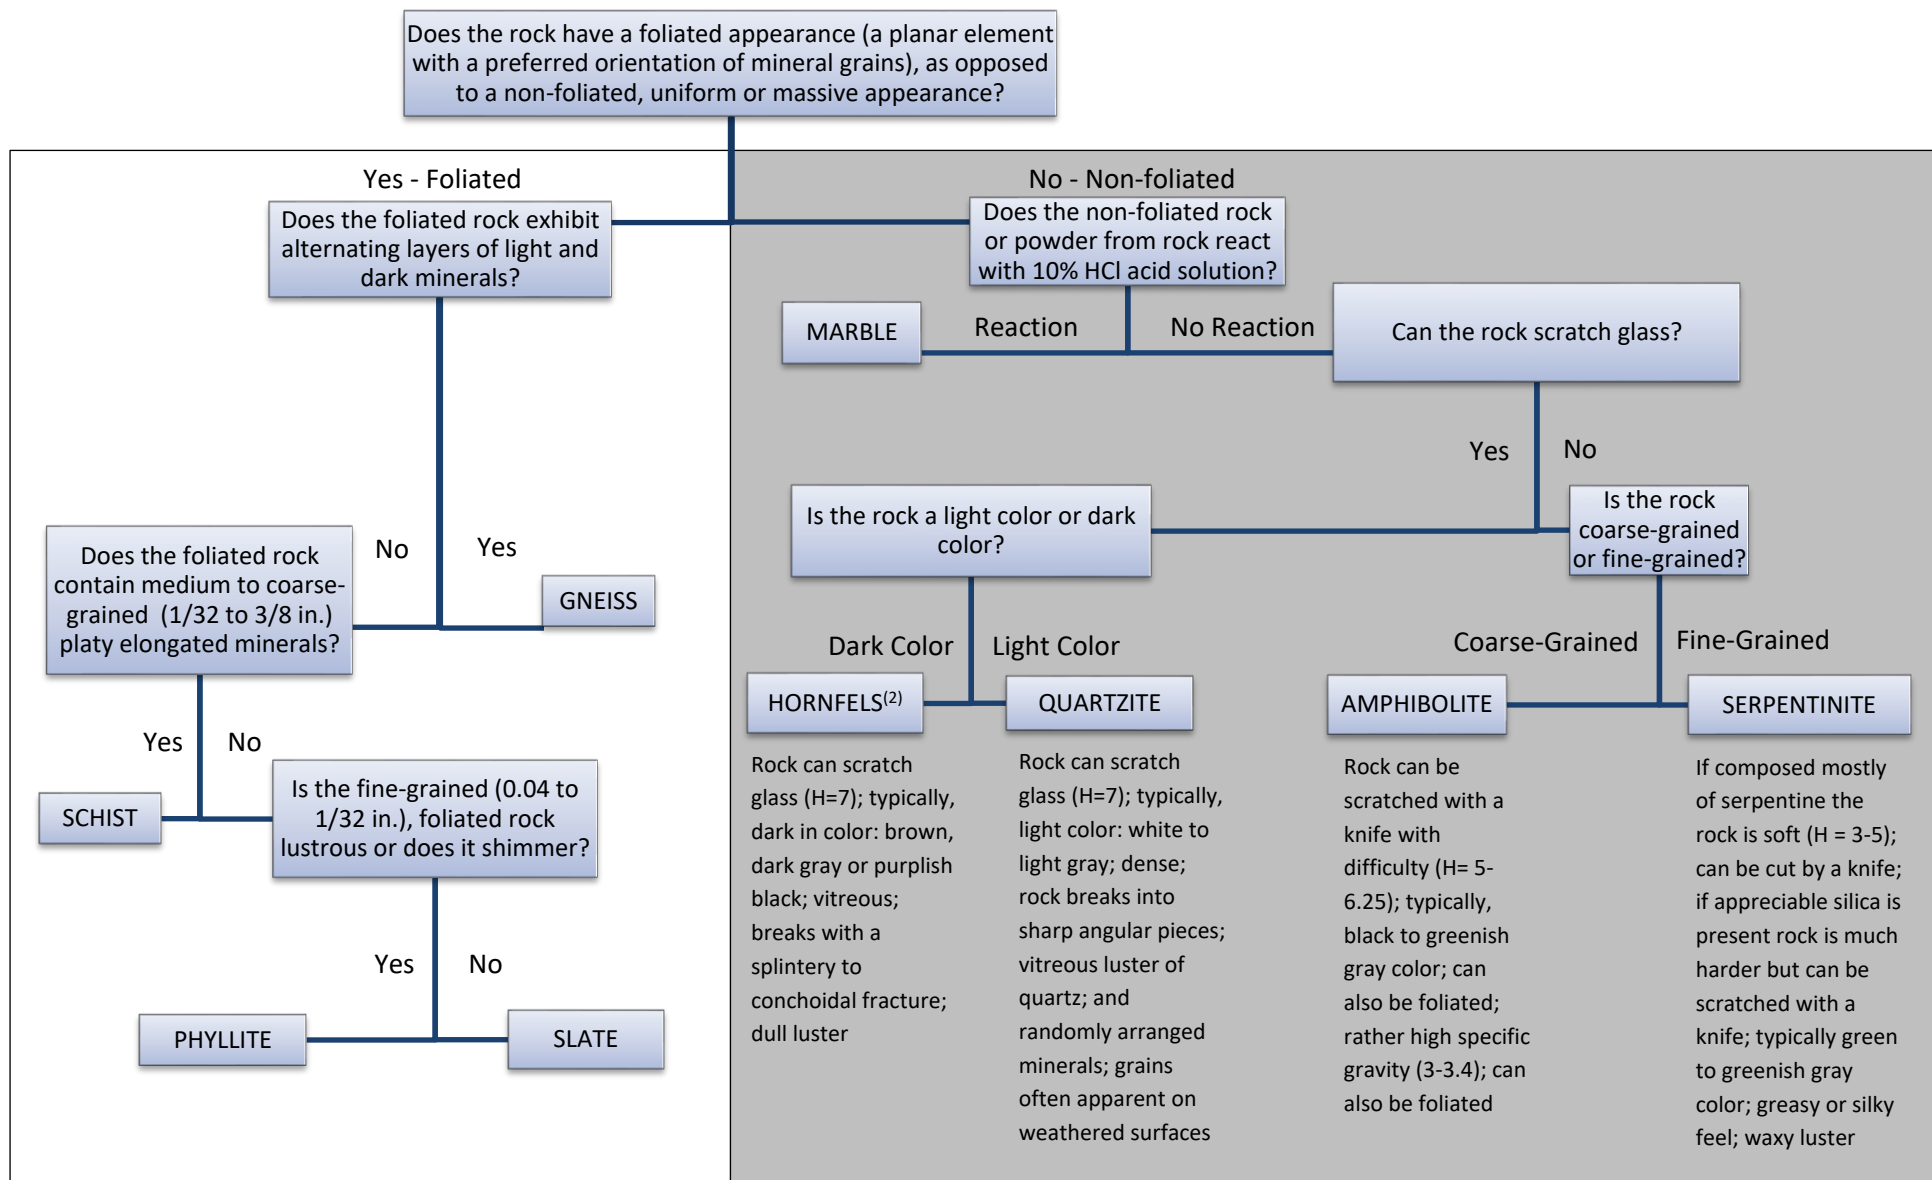 Does the rock have a foliated appearance (a planar element
with a preferred orientation of mineral grains), as opposed
to a non-foliated, uniform or massive appearance?
Yes - Foliated
Does the foliated rock exhibit
alternating layers of light and
dark minerals?
No
Yes
GNEISS
Does the foliated rock
contain medium to coarse-
grained (1/32 to 3/8 in.)
platy elongated minerals?
Yes
No
SCHIST
Is the fine-grained (0.04 to
1/32 in.), foliated rock
lustrous or does it shimmer?
Yes
No
PHYLLITE
SLATE
No - Non-foliated
Does the non-foliated rock
or powder from rock react
with 10% HCl acid solution?
MARBLE
Reaction
No Reaction
Can the rock scratch glass?
Yes
No
Is the rock a light color or dark
color?
Is the rock
coarse-grained
or fine-grained?
Dark Color
Light Color
Coarse-Grained
Fine-Grained
HORNFELS(2)
Rock can scratch
glass (H=7); typically,
dark in color: brown,
dark gray or purplish
black; vitreous;
breaks with a
splintery to
conchoidal fracture;
dull luster
QUARTZITE
Rock can scratch
glass (H=7); typically,
light color: white to
light gray; dense;
rock breaks into
sharp angular pieces;
vitreous luster of
quartz; and
randomly arranged
minerals; grains
often apparent on
weathered surfaces
AMPHIBOLITE
Rock can be
scratched with a
knife with
difficulty (H= 5-
6.25); typically,
black to greenish
gray color; can
also be foliated;
rather high specific
gravity (3-3.4); can
also be foliated
SERPENTINITE
If composed mostly
of serpentine the
rock is soft (H = 3-5);
can be cut by a knife;
if appreciable silica is
present rock is much
harder but can be
scratched with a
knife; typically green
to greenish gray
color; greasy or silky
feel; waxy luster